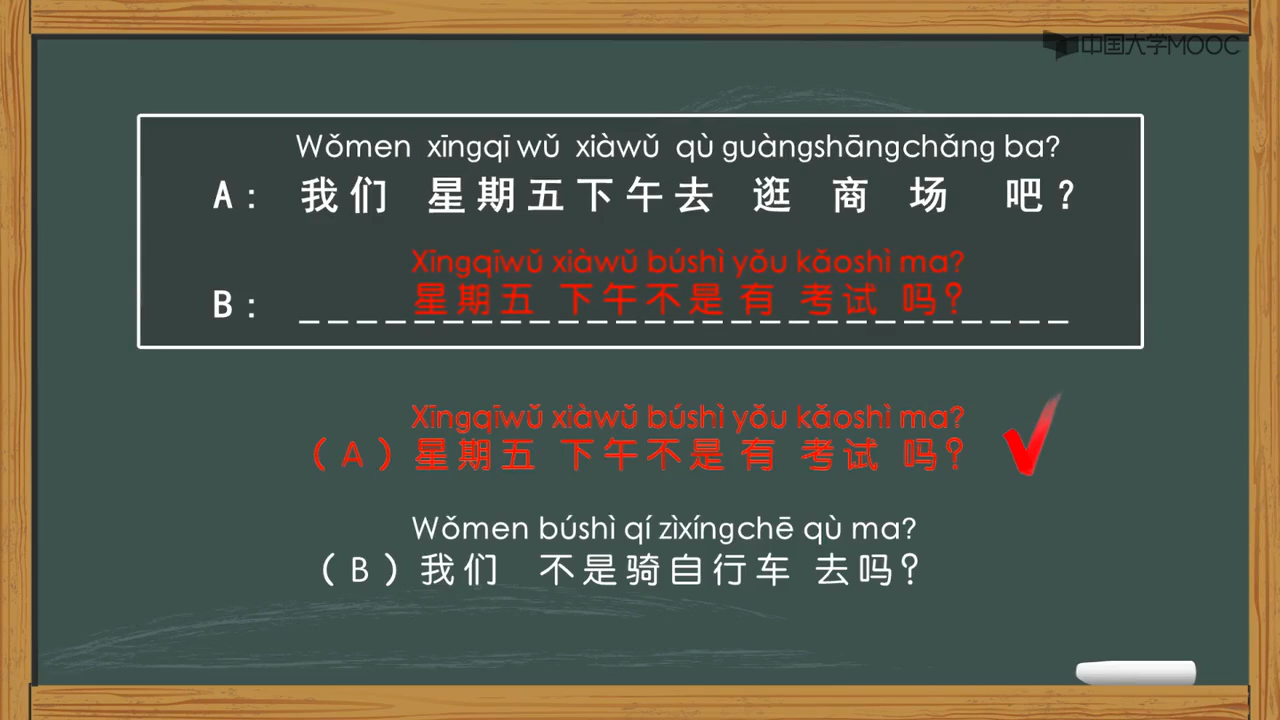 中国大学MOOC
Wǒmen xīngqī wǔ xiàwǔ qù guàngshāngchǎng ba?
A： 我们 星期五下午去 逛 商 场 吧？
Xīngqīwǔ xiàwǔ búshì yǒu kǎoshì ma?
B： 星期五 下午不是 有 考试 吗？
Xīngqīwǔ xiàwǔ búshì yǒu kǎoshì ma?
（A）星期五 下午不是 有 考试 吗？
Wǒmen búshì qí zìxíngchē qù ma?
（B）我们 不是骑自行车 去吗？